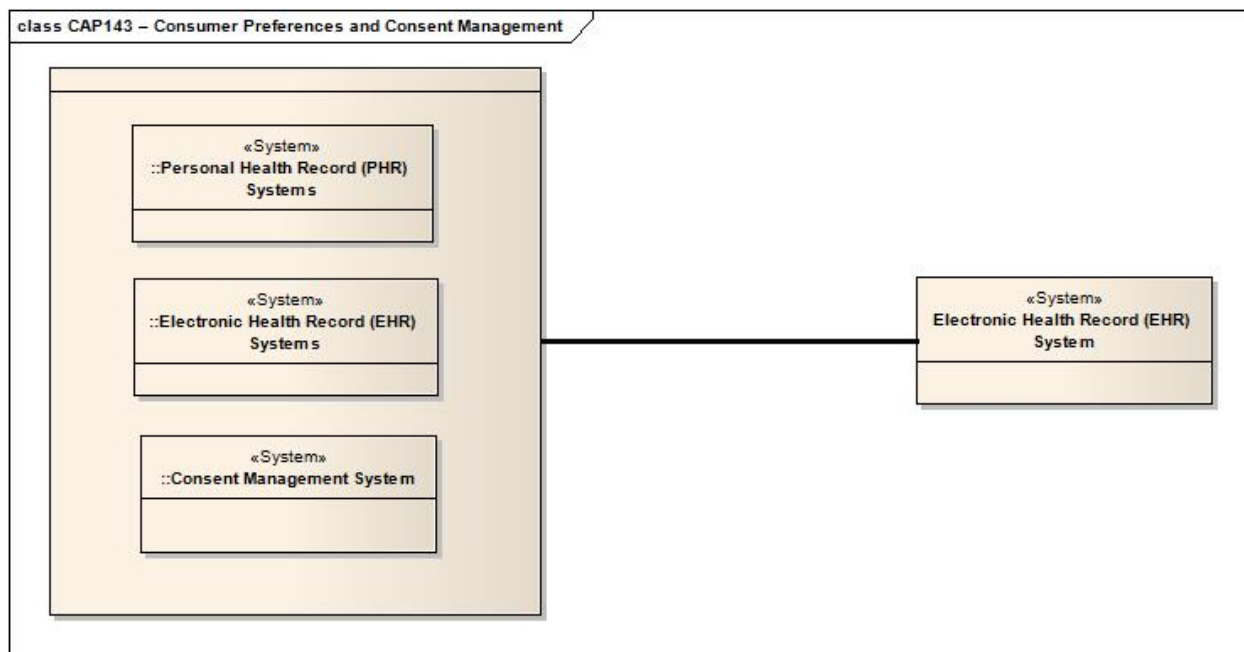 class CAP143 – Consumer Preferences and Consent Management
«System»
::Personal Health Record (PHR)
Systems
«System»
::Electronic Health Record (EHR)
Systems
«System»
::Consent Management System
«System»
Electronic Health Record (EHR)
System